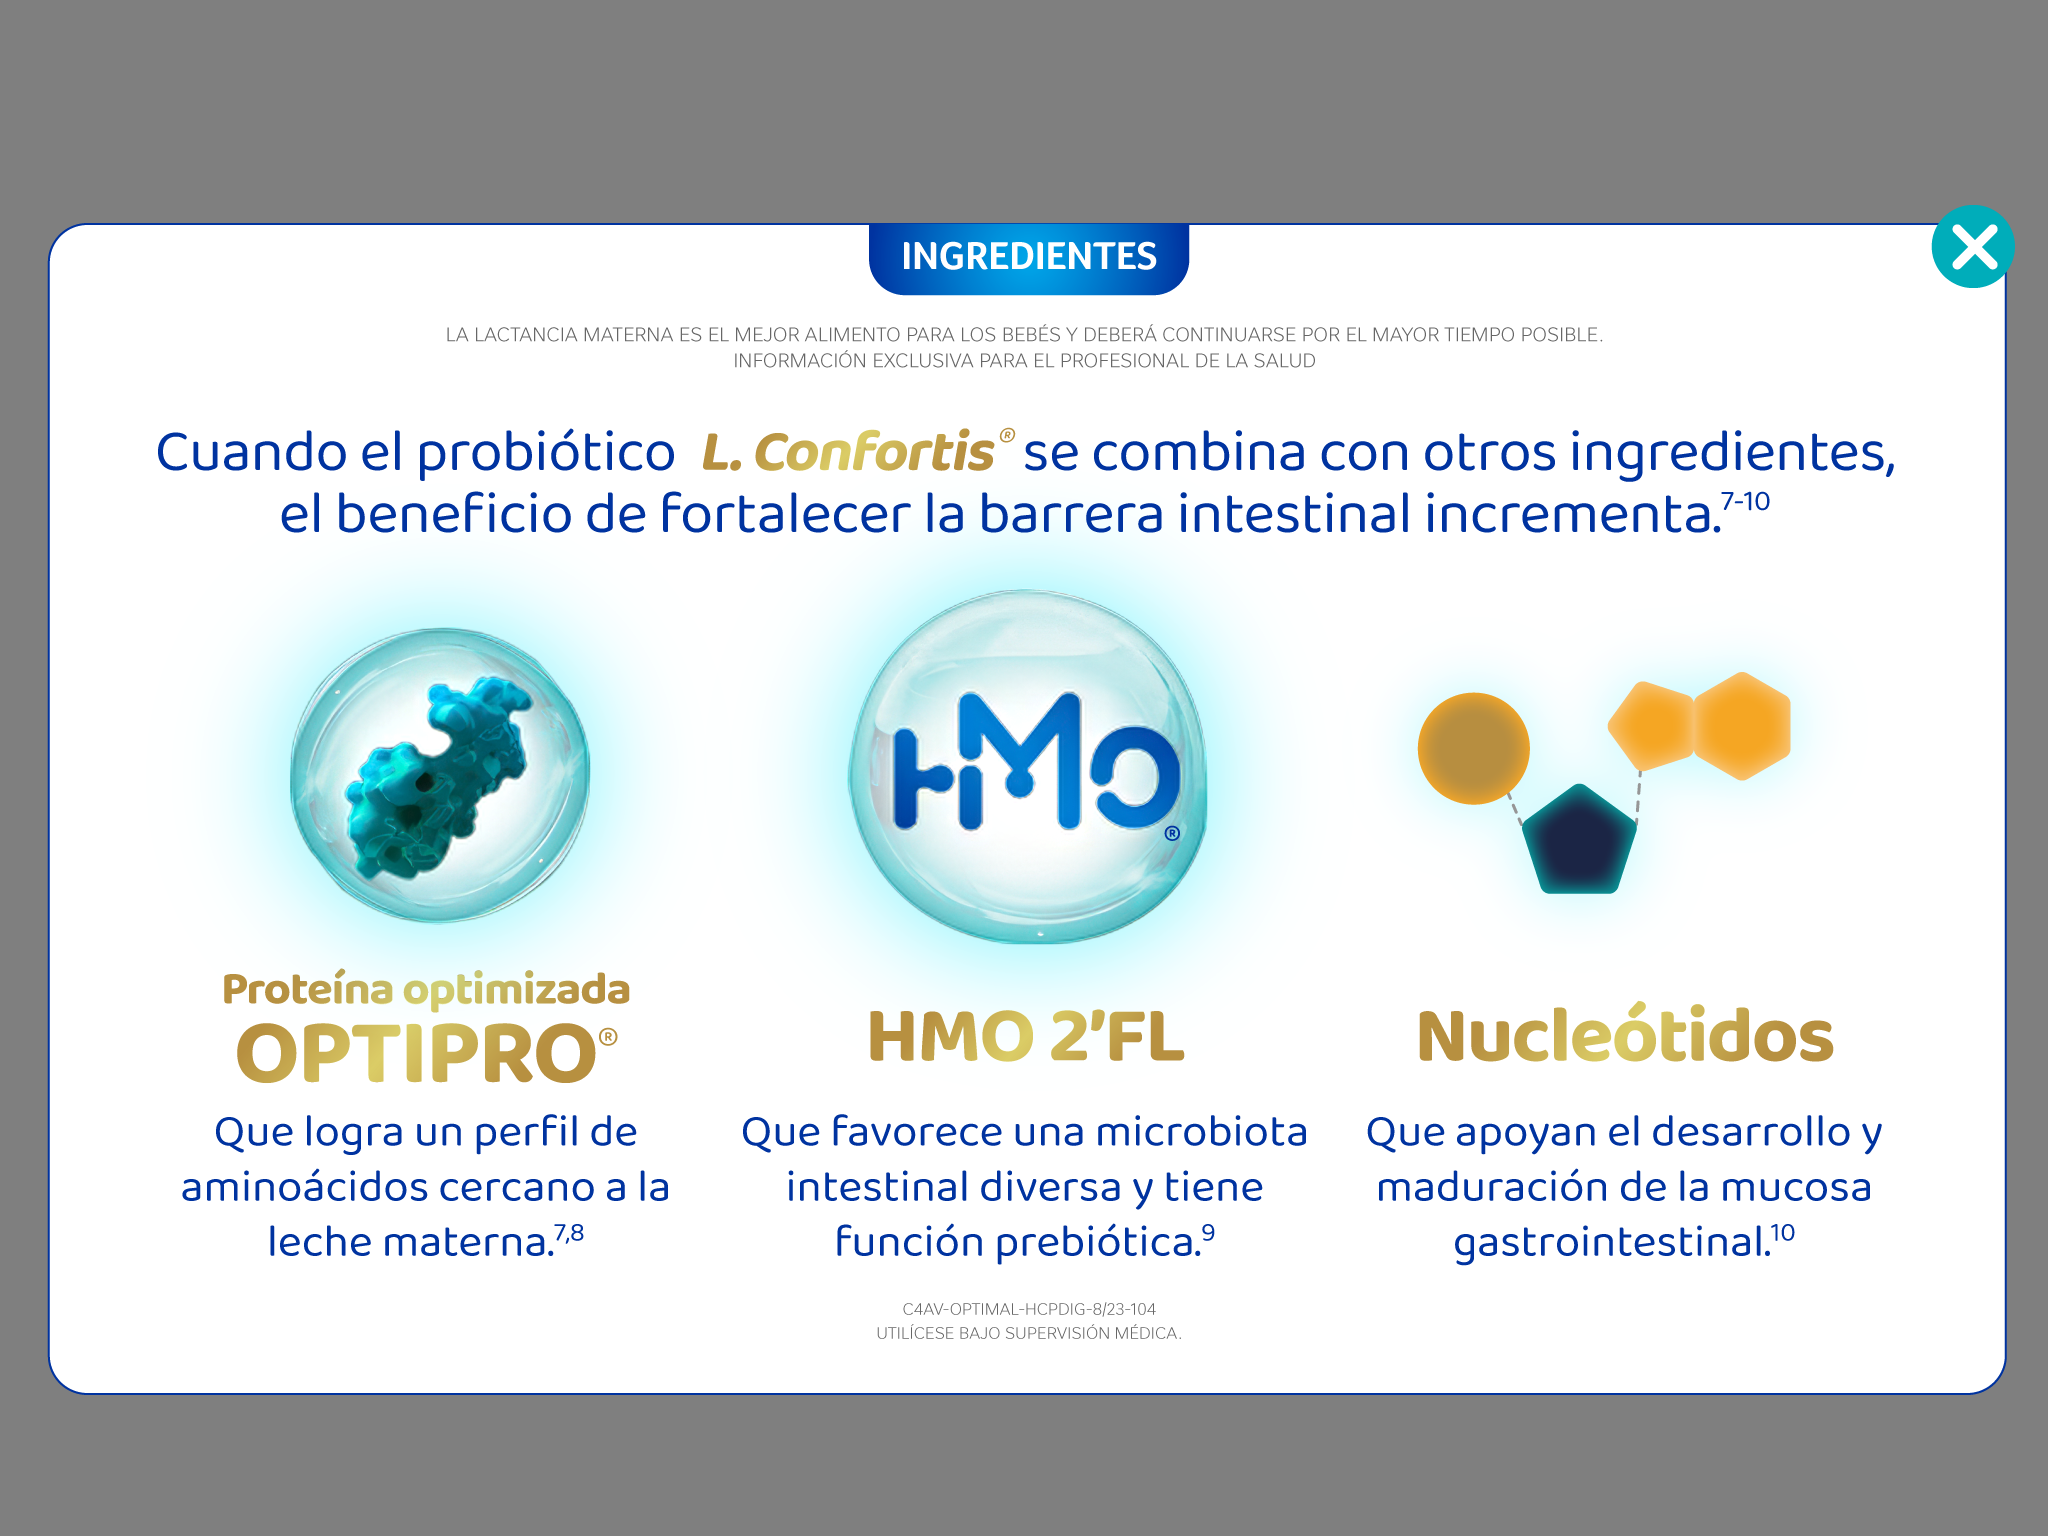 INGREDIENTES
LA LACTANCIA MATERNA ES EL MEJOR ALIMENTO PARA LOS BEBÉS Y DEBERÁ CONTINUARSE POR EL MAYOR TIEMPO POSIBLE.
INFORMACIÓN EXCLUSIVA PARA EL PROFESIONAL DE LA SALUD
Cuando el probiótico L. Confortis® se combina con otros ingredientes,
el beneficio de fortalecer la barrera intestinal incrementa.7-10
HMO®
Proteína optimizada
OPTIPRO®
Que logra un perfil de
aminoácidos cercano a la
leche materna.7,8
HMO 2'FL
Que favorece una microbiota
intestinal diversa y tiene
función prebiótica.9
Nucleótidos
Que apoyan el desarrollo y
maduración de la mucosa
gastrointestinal.10
C4AV-OPTIMAL-HCPDIG-8/23-104
UTILÍCESE BAJO SUPERVISIÓN MÉDICA.